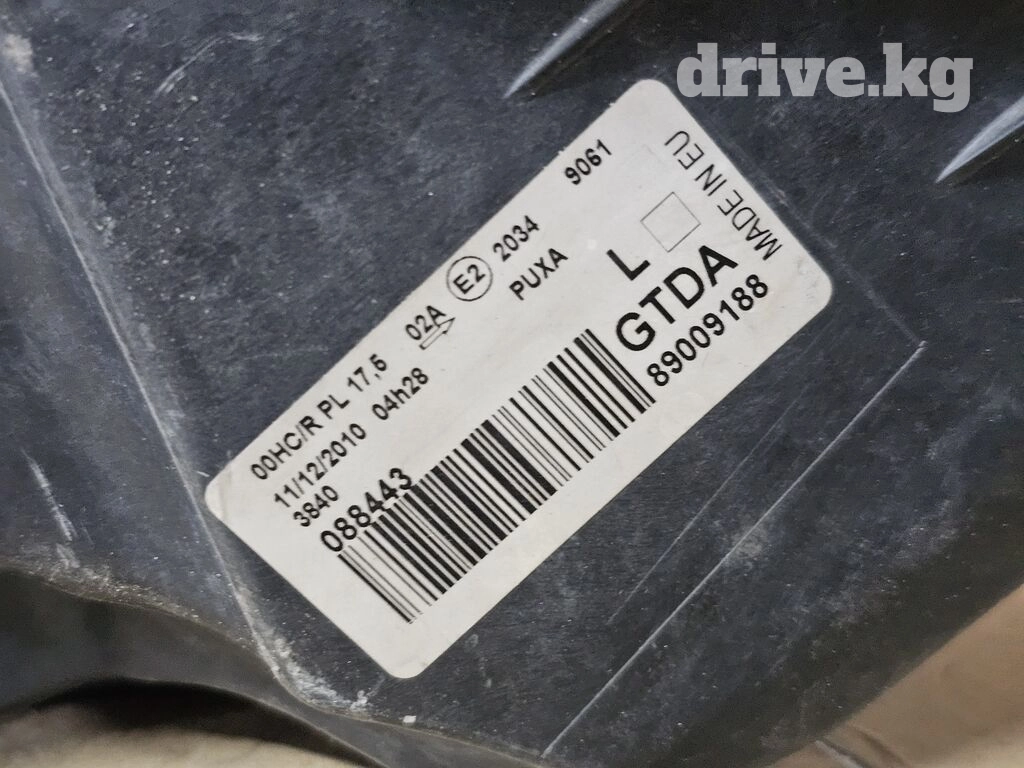 drive.kg
9061
MADE IN EU
00HC/R PL 17,5 02A E2 2034
PUXA
L
11/12/2010 04h28
GTDA
3840
89009188
088443